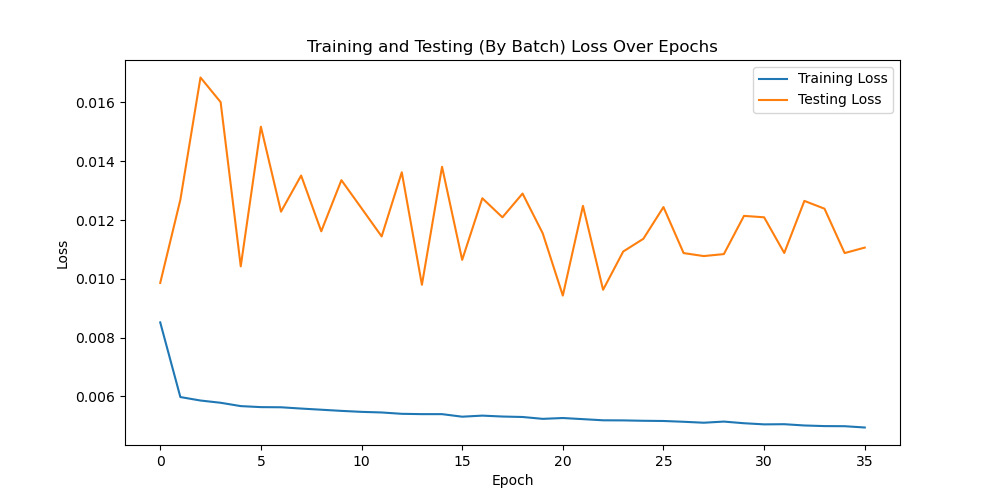 Training and Testing (By Batch) Loss Over Epochs
Training Loss
Testing Loss
0.016
0.014
0.012
0.010
0.008
0.006
Loss
0 5 10 15 20 25 30 35
Epoch